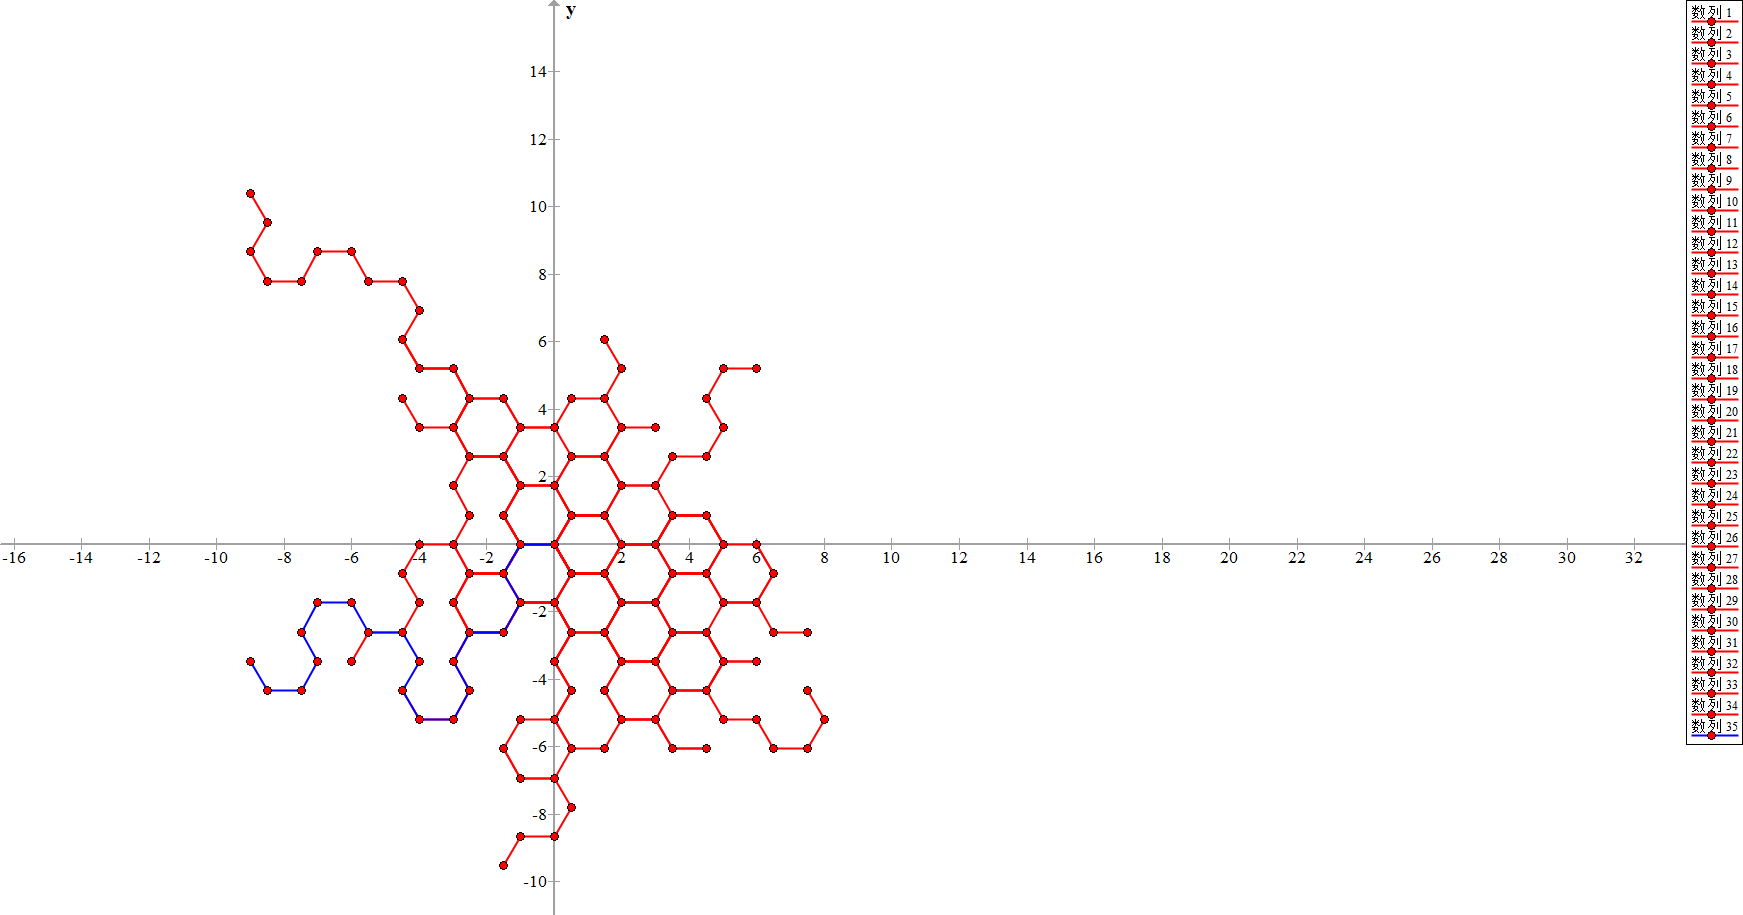 y
14
12
10
8
6
4
2
-16 -14 -12 -10 -8 -6 -4 -2 2 4 6 8 10 12 14 16 18 20 22 24 26 28 30 32
-2
-4
-6
-8
-10
数列 1
数列 2
数列 3
数列 4
数列 5
数列 6
数列 7
数列 8
数列 9
数列 10
数列 11
数列 12
数列 13
数列 14
数列 15
数列 16
数列 17
数列 18
数列 19
数列 20
数列 21
数列 22
数列 23
数列 24
数列 25
数列 26
数列 27
数列 28
数列 29
数列 30
数列 31
数列 32
数列 33
数列 34
数列 35